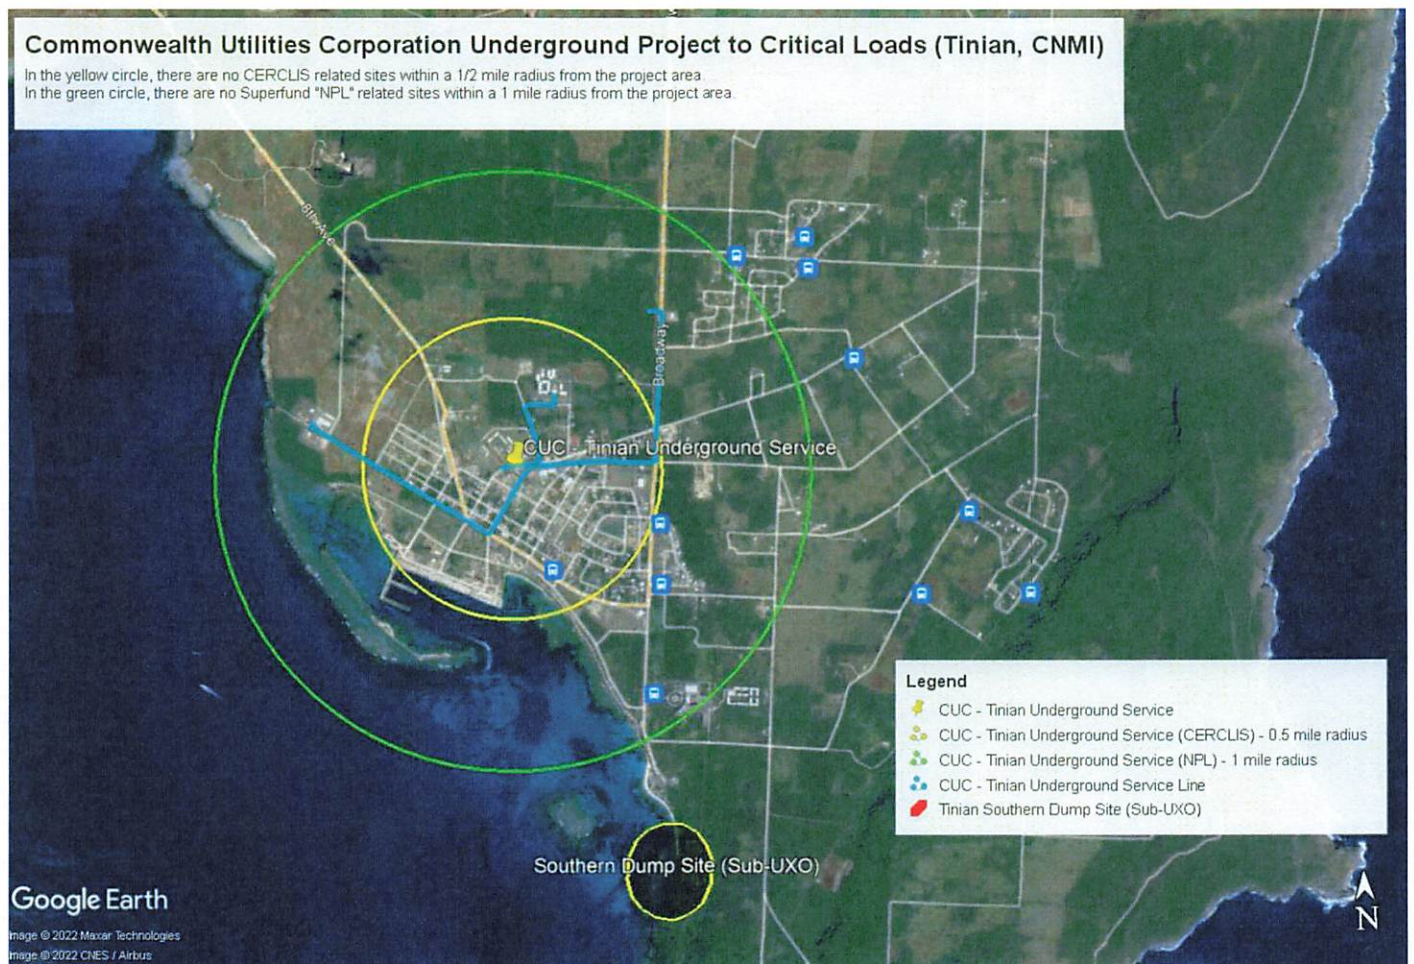 Commonwealth Utilities Corporation Underground Project to Critical Loads (Tinian, CNMI)
In the yellow circle, there are no CERCLIS related sites within a 1/2 mile radius from the project area.
In the green circle, there are no Superfund "NPL" related sites within a 1 mile radius from the project area.
8th Ave
Broadway
CUC - Tinian Underground Service
Legend
CUC - Tinian Underground Service
CUC - Tinian Underground Service (CERCLIS) - 0.5 mile radius
CUC - Tinian Underground Service (NPL) - 1 mile radius
CUC - Tinian Underground Service Line
Tinian Southern Dump Site (Sub-UXO)
Southern Dump Site (Sub-UXO)
Google Earth
Image © 2022 Maxar Technologies
Image © 2022 CNES / Airbus
N